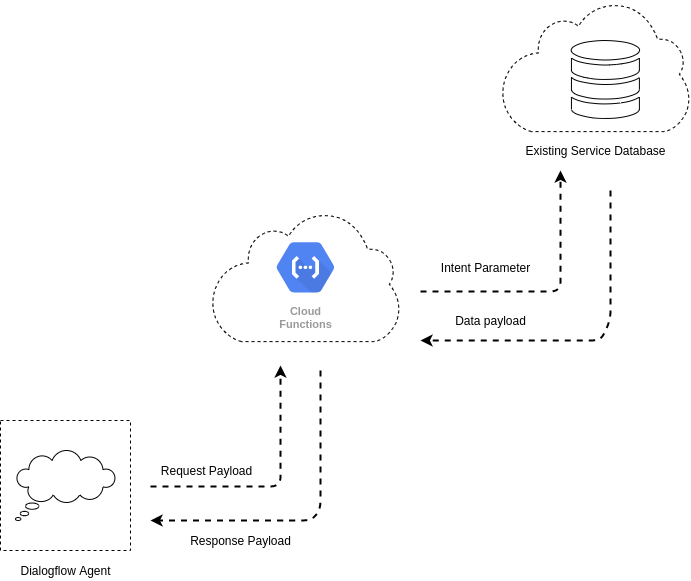 Existing Service Database
Intent Parameter
Cloud
Functions
Data payload
Request Payload
Response Payload
Dialogflow Agent